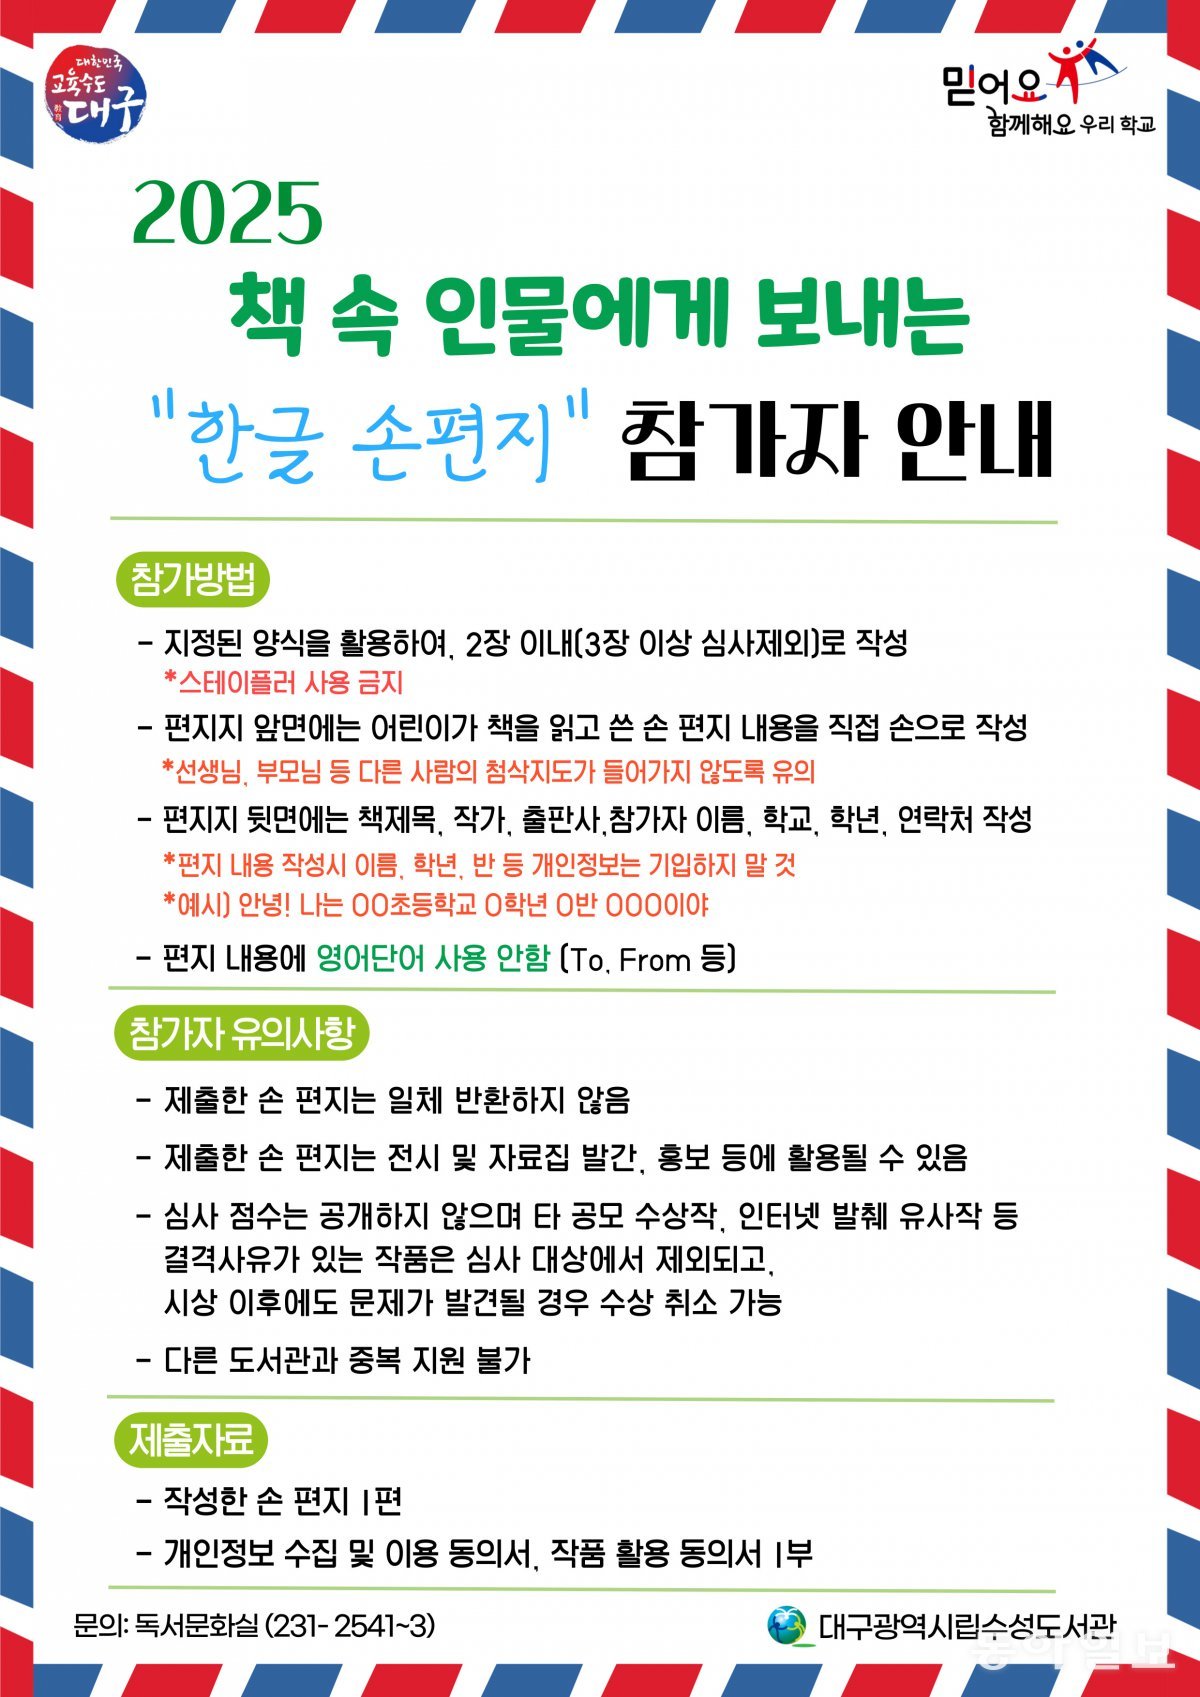 대한민국
교육수도
대구
教育
믿어요
함께해요 우리 학교
2025
책 속 인물에게 보내는
"한글 손편지" 참가자 안내
참가방법
- 지정된 양식을 활용하여, 2장 이내(3장 이상 심사제외)로 작성
*스테이플러 사용 금지
- 편지지 앞면에는 어린이가 책을 읽고 쓴 손 편지 내용을 직접 손으로 작성
*선생님, 부모님 등 다른 사람의 첨삭지도가 들어가지 않도록 유의
- 편지지 뒷면에는 책제목, 작가, 출판사,참가자 이름, 학교, 학년, 연락처 작성
*편지 내용 작성시 이름, 학년, 반 등 개인정보는 기입하지 말 것
*예시) 안녕! 나는 OO초등학교 O학년 O반 OOO이야
- 편지 내용에 영어단어 사용 안함 (To, From 등)
참가자 유의사항
- 제출한 손 편지는 일체 반환하지 않음
- 제출한 손 편지는 전시 및 자료집 발간, 홍보 등에 활용될 수 있음
- 심사 점수는 공개하지 않으며 타 공모 수상작, 인터넷 발췌 유사작 등
결격사유가 있는 작품은 심사 대상에서 제외되고,
시상 이후에도 문제가 발견될 경우 수상 취소 가능
- 다른 도서관과 중복 지원 불가
제출자료
- 작성한 손 편지 1편
- 개인정보 수집 및 이용 동의서, 작품 활용 동의서 1부
문의: 독서문화실 (231- 2541~3)
대구광역시립수성도서관
동아일보